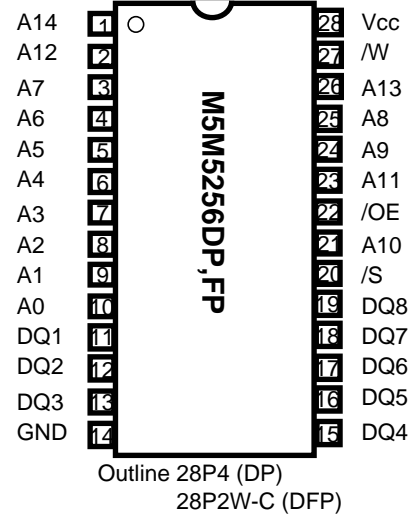 A14 1 28 Vcc
A12 2 27 /W
A7 3 26 A13
A6 4 25 A8
A5 5 24 A9
A4 6 23 A11
A3 7 22 /OE
A2 8 21 A10
A1 9 20 /S
A0 10 19 DQ8
DQ1 11 18 DQ7
DQ2 12 17 DQ6
DQ3 13 16 DQ5
GND 14 15 DQ4
M5M5256DP,FP
Outline 28P4 (DP)
28P2W-C (DFP)